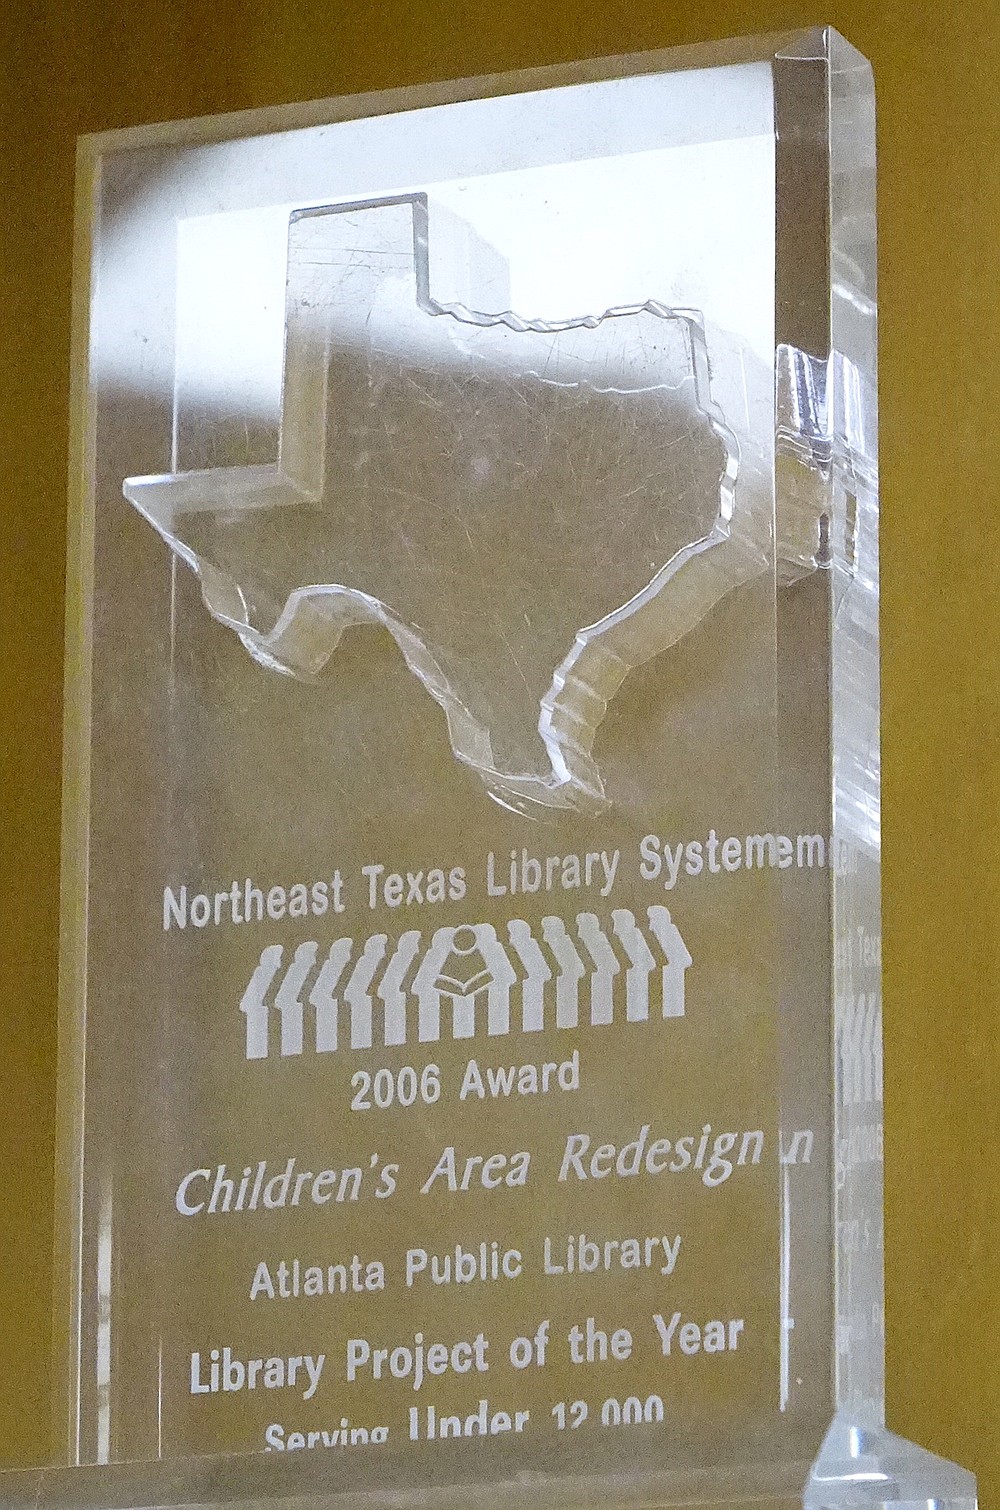 Northeast Texas Library System
2006 Award
Children's Area Redesign
Atlanta Public Library
Library Project of the Year
Serving Under 12,000